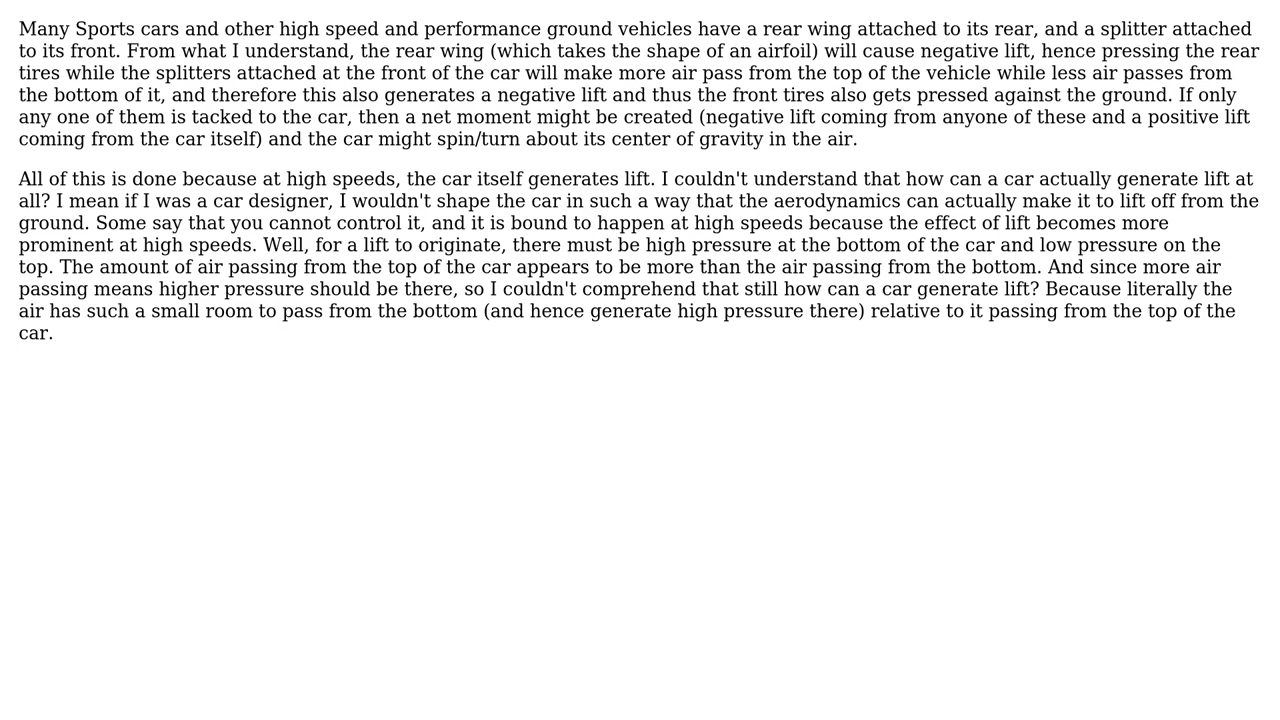 Many Sports cars and other high speed and performance ground vehicles have a rear wing attached to its rear, and a splitter attached
to its front. From what I understand, the rear wing (which takes the shape of an airfoil) will cause negative lift, hence pressing the rear
tires while the splitters attached at the front of the car will make more air pass from the top of the vehicle while less air passes from
the bottom of it, and therefore this also generates a negative lift and thus the front tires also gets pressed against the ground. If only
any one of them is tacked to the car, then a net moment might be created (negative lift coming from anyone of these and a positive lift
coming from the car itself) and the car might spin/turn about its center of gravity in the air.
All of this is done because at high speeds, the car itself generates lift. I couldn't understand that how can a car actually generate lift at
all? I mean if I was a car designer, I wouldn't shape the car in such a way that the aerodynamics can actually make it to lift off from the
ground. Some say that you cannot control it, and it is bound to happen at high speeds because the effect of lift becomes more
prominent at high speeds. Well, for a lift to originate, there must be high pressure at the bottom of the car and low pressure on the
top. The amount of air passing from the top of the car appears to be more than the air passing from the bottom. And since more air
passing means higher pressure should be there, so I couldn't comprehend that still how can a car generate lift? Because literally the
air has such a small room to pass from the bottom (and hence generate high pressure there) relative to it passing from the top of the
car.